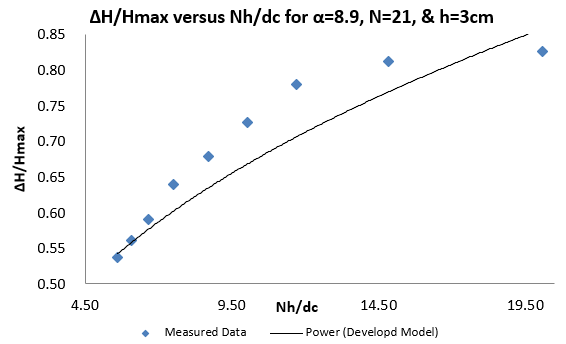 ΔH/Hmax versus Nh/dc for α=8.9, N=21, & h=3cm
0.85
0.80
0.75
0.70
0.65
0.60
0.55
0.50
ΔH/Hmax
4.50
9.50
14.50
19.50
Nh/dc
Measured Data
Power (Developd Model)